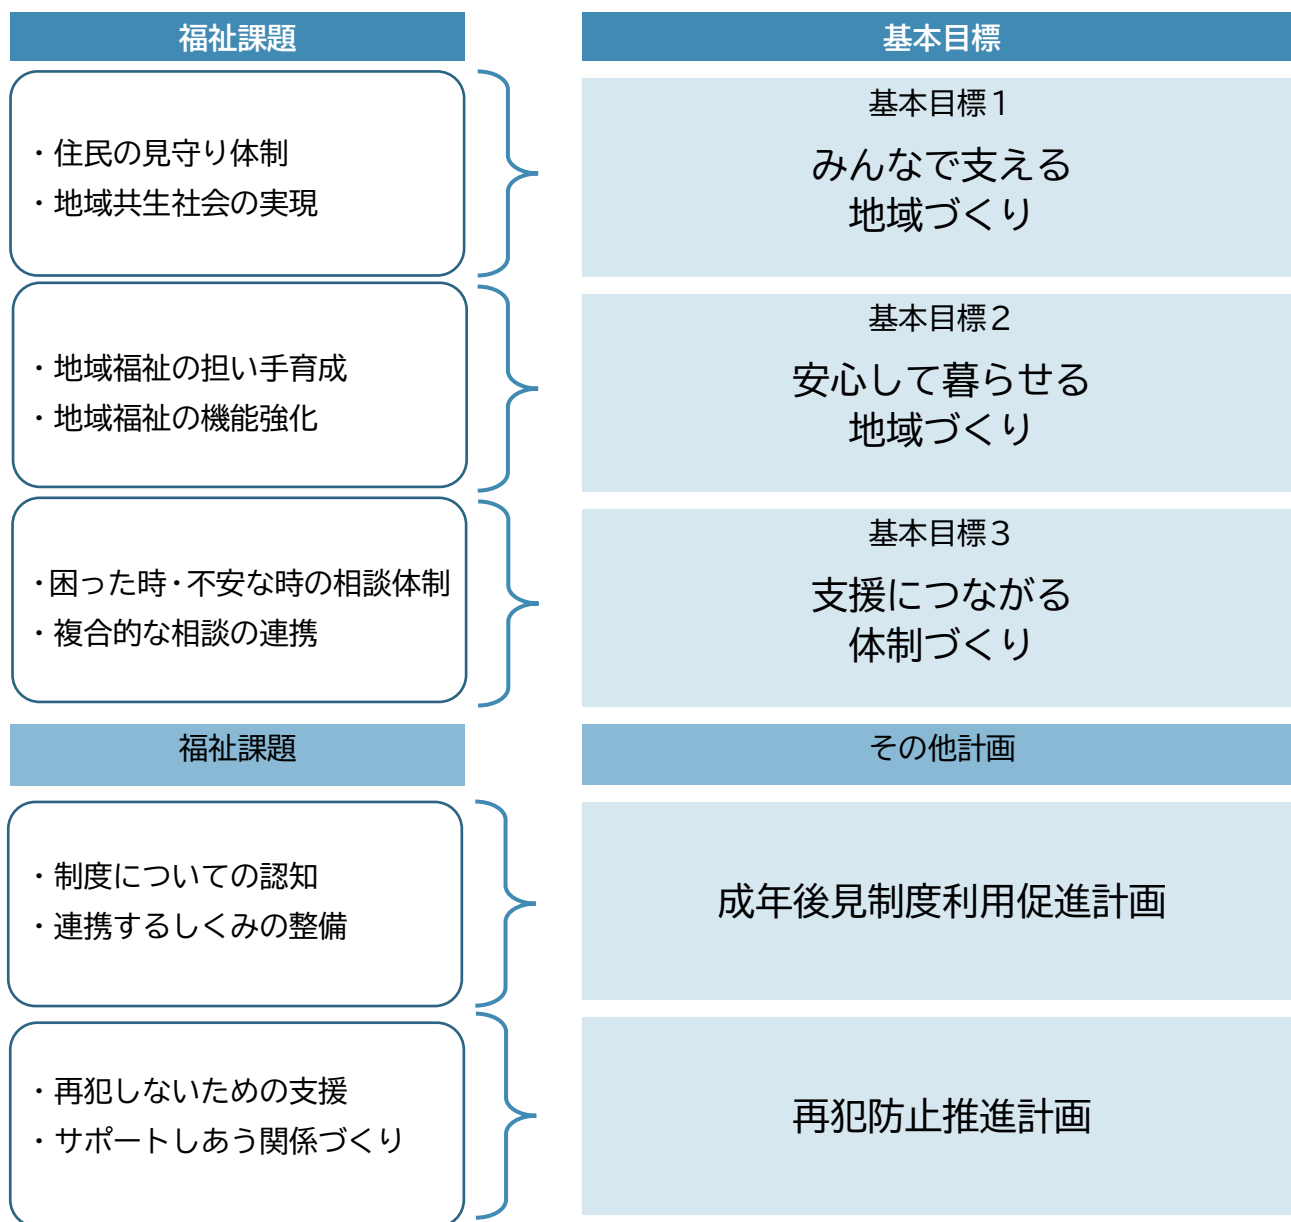 福祉課題
基本目標
・住民の見守り体制
・地域共生社会の実現
基本目標１
みんなで支える
地域づくり
・地域福祉の担い手育成
・地域福祉の機能強化
基本目標２
安心して暮らせる
地域づくり
・困った時・不安な時の相談体制
・複合的な相談の連携
基本目標３
支援につながる
体制づくり
福祉課題
その他計画
・制度についての認知
・連携するしくみの整備
成年後見制度利用促進計画
・再犯しないための支援
・サポートしあう関係づくり
再犯防止推進計画